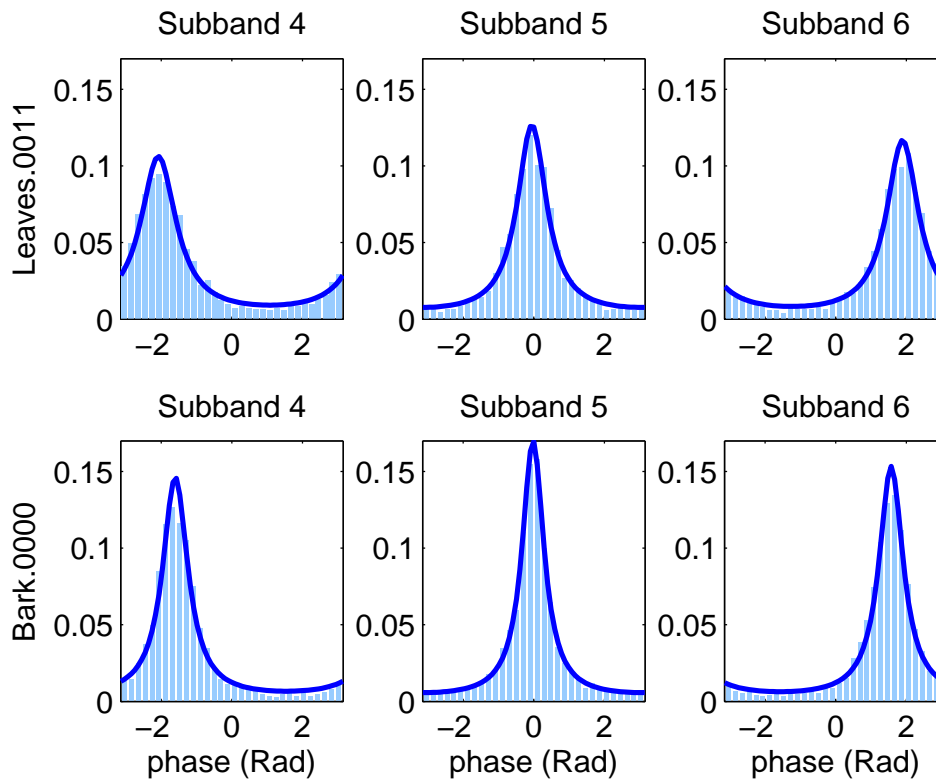 Subband 4 Subband 5 Subband 6
Leaves.0011
0.15 0.15 0.15
0.1 0.1 0.1
0.05 0.05 0.05
0 0 0
−2 0 2 −2 0 2 −2 0 2
Subband 4 Subband 5 Subband 6
Bark.0000
0.15 0.15 0.15
0.1 0.1 0.1
0.05 0.05 0.05
0 0 0
−2 0 2 −2 0 2 −2 0 2
phase (Rad) phase (Rad) phase (Rad)